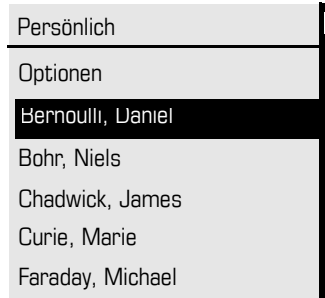 Persönlich
Optionen
Bernoulli, Daniel
Bohr, Niels
Chadwick, James
Curie, Marie
Faraday, Michael